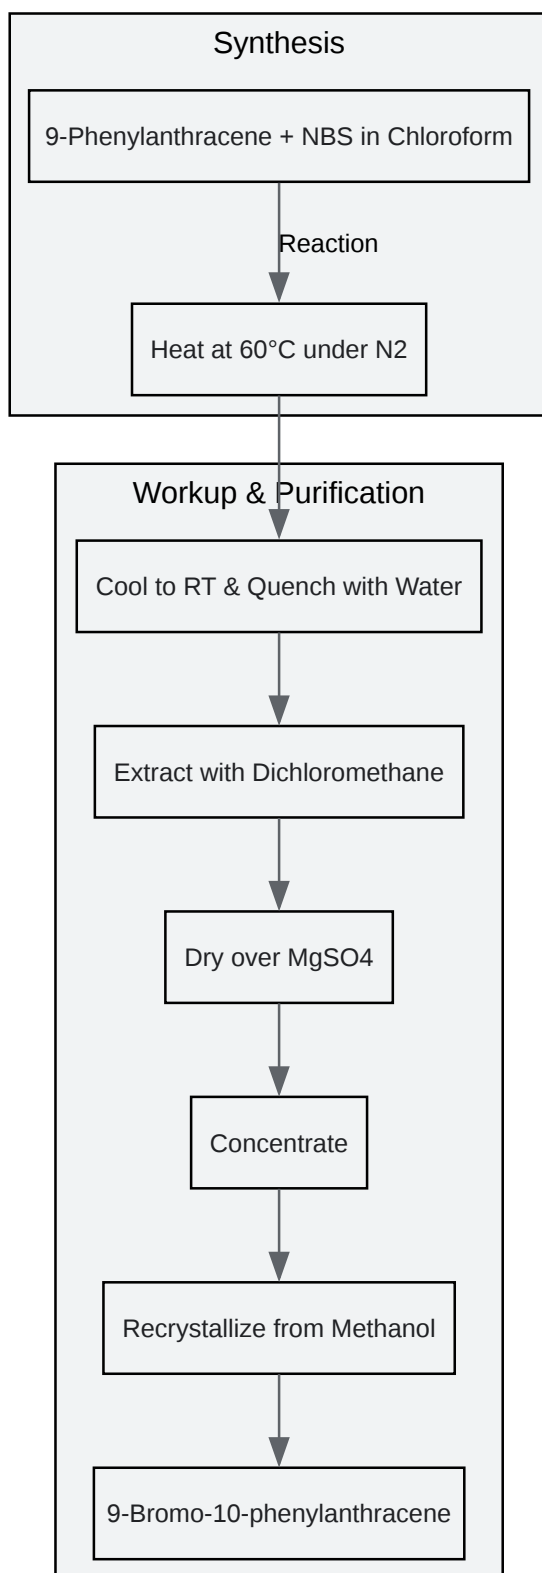 Synthesis
9-Phenylanthracene + NBS in Chloroform
Reaction
Heat at 60°C under N2
Workup & Purification
Cool to RT & Quench with Water
Extract with Dichloromethane
Dry over MgSO4
Concentrate
Recrystallize from Methanol
9-Bromo-10-phenylanthracene